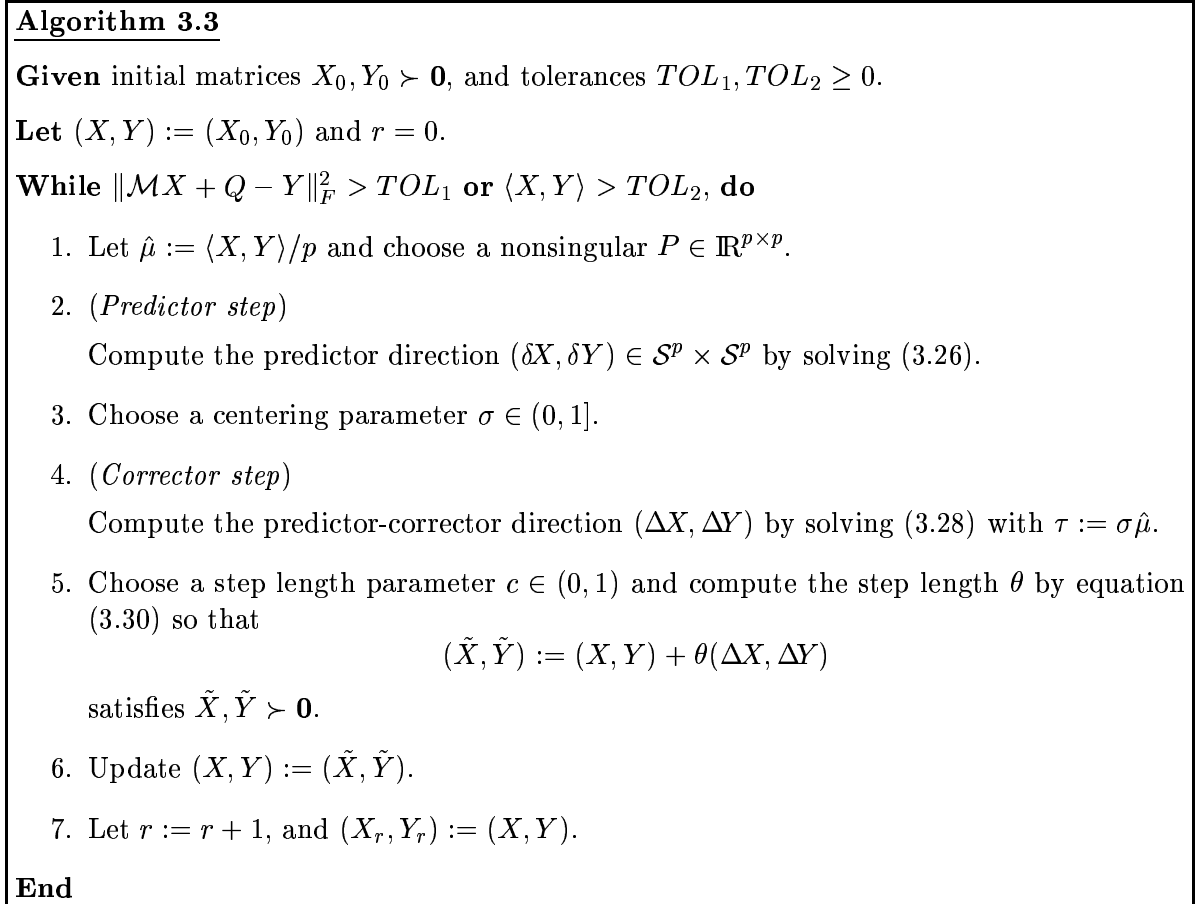 Algorithm 3.3
Given initial matrices X₀, Y₀ ≻ 0, and tolerances TOL₁, TOL₂ ≥ 0.
Let (X, Y) := (X₀, Y₀) and r = 0.
While ‖ℳX + Q − Y‖²_F > TOL₁ or ⟨X, Y⟩ > TOL₂, do
1. Let μ̂ := ⟨X, Y⟩/p and choose a nonsingular P ∈ ℝ^{p×p}.
2. (Predictor step)
Compute the predictor direction (δX, δY) ∈ 𝒮^p × 𝒮^p by solving (3.26).
3. Choose a centering parameter σ ∈ (0, 1].
4. (Corrector step)
Compute the predictor-corrector direction (ΔX, ΔY) by solving (3.28) with τ := σμ̂.
5. Choose a step length parameter c ∈ (0, 1) and compute the step length θ by equation
(3.30) so that
(X̃, Ỹ) := (X, Y) + θ(ΔX, ΔY)
satisfies X̃, Ỹ ≻ 0.
6. Update (X, Y) := (X̃, Ỹ).
7. Let r := r + 1, and (X_r, Y_r) := (X, Y).
End